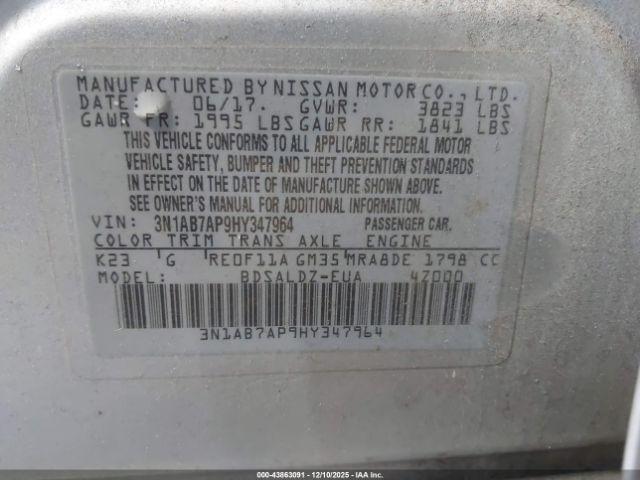 MANUFACTURED BY NISSAN MOTOR CO., LTD.
DATE: 06/17. GVWR: 3823 LBS
GAWR FR: 1995 LBS GAWR RR: 1841 LBS
THIS VEHICLE CONFORMS TO ALL APPLICABLE FEDERAL MOTOR
VEHICLE SAFETY, BUMPER AND THEFT PREVENTION STANDARDS
IN EFFECT ON THE DATE OF MANUFACTURE SHOWN ABOVE.
SEE OWNER'S MANUAL FOR ADDITIONAL INFORMATION.
VIN: 3N1AB7AP9HY347964 PASSENGER CAR.
COLOR TRIM TRANS AXLE ENGINE
K23 G RE0F11A GM35 MRA8DE 1798 CC
MODEL: BDSALDZ-EUA 4Z000
3N1AB7AP9HY347964
000-43863091 - 12/10/2025 - IAAI.COM